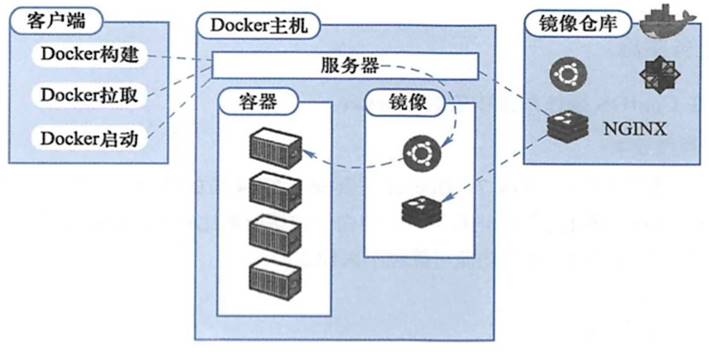 客户端
Docker构建
Docker拉取
Docker启动
Docker主机
服务器
容器
镜像
镜像仓库
NGINX